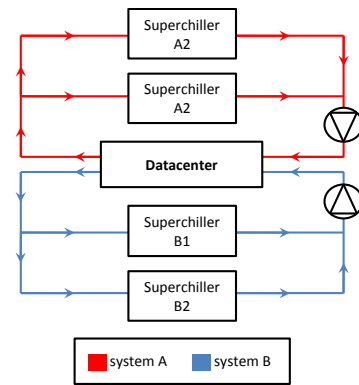 Superchiller
A2
Superchiller
A2
Datacenter
Superchiller
B1
Superchiller
B2
system A
system B